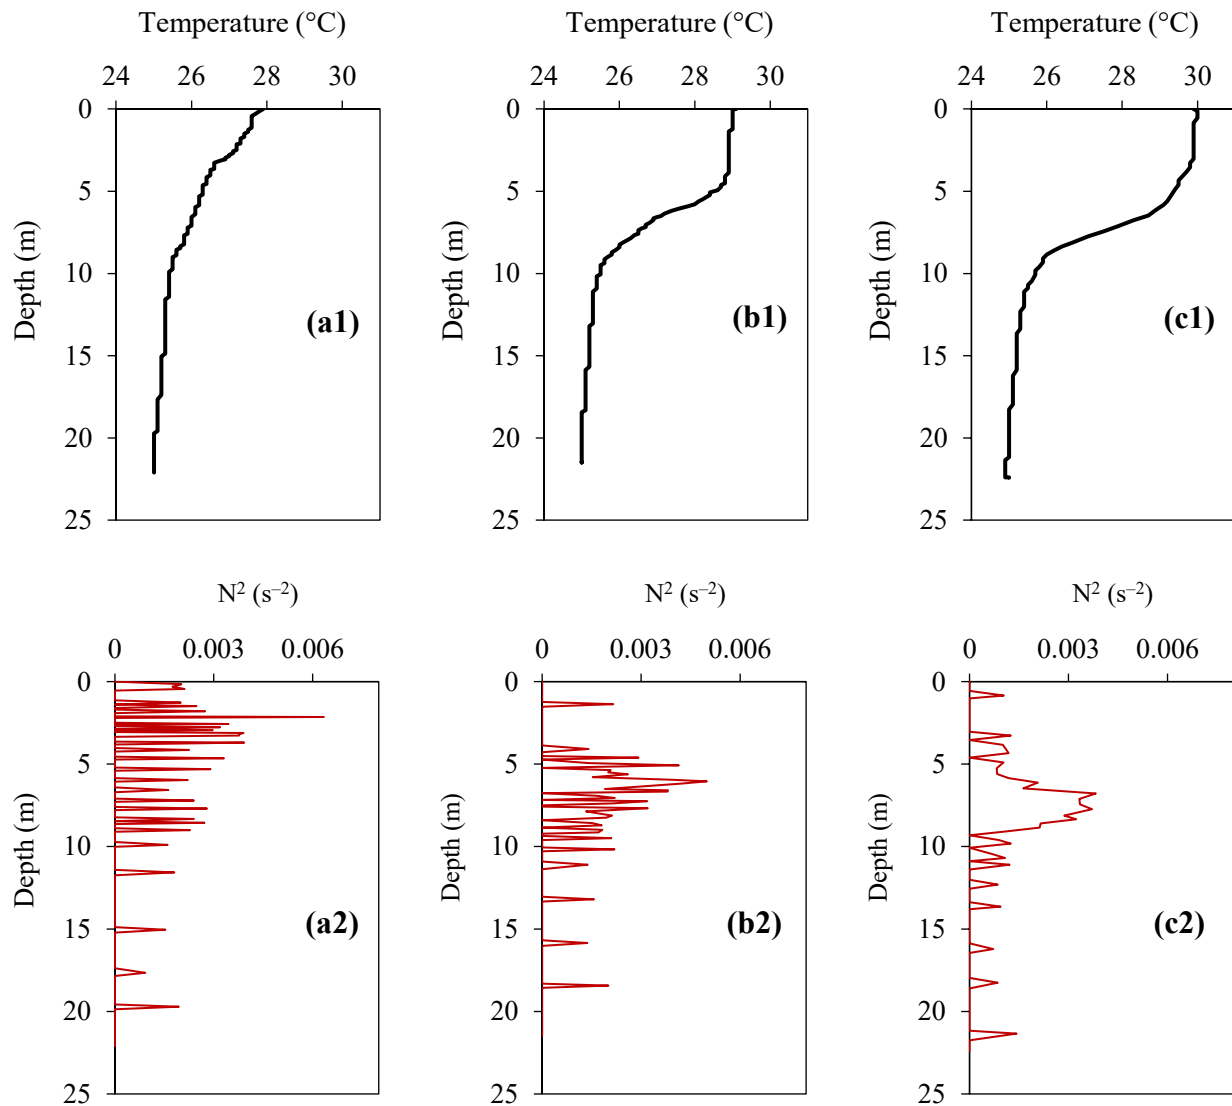 Temperature (°C)
24 26 28 30
0
5
10
15
20
25
Depth (m)
(a1)
Temperature (°C)
24 26 28 30
0
5
10
15
20
25
Depth (m)
(b1)
Temperature (°C)
24 26 28 30
0
5
10
15
20
25
Depth (m)
(c1)
N² (s⁻²)
0 0.003 0.006
0
5
10
15
20
25
Depth (m)
(a2)
N² (s⁻²)
0 0.003 0.006
0
5
10
15
20
25
Depth (m)
(b2)
N² (s⁻²)
0 0.003 0.006
0
5
10
15
20
25
Depth (m)
(c2)